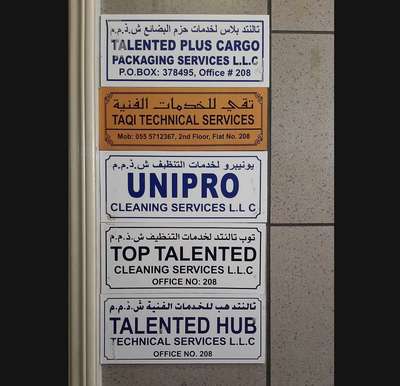 تالنتد بلاس لخدمات حزم البضائع ش.ذ.م.م
TALENTED PLUS CARGO
PACKAGING SERVICES L.L.C
P.O.BOX: 378495, Office # 208
تقي للخدمات الفنية
TAQI TECHNICAL SERVICES
Mob: 055 5712367, 2nd Floor, Flat No. 208
يونيبرو لخدمات التنظيف ش.ذ.م.م
UNIPRO
CLEANING SERVICES L.L C
توب تالنتد لخدمات التنظيف ش.ذ.م.م
TOP TALENTED
CLEANING SERVICES L.L.C
OFFICE NO: 208
تالنتد هب للخدمات الفنية ش.ذ.م.م
TALENTED HUB
TECHNICAL SERVICES L.L.C
OFFICE NO. 208